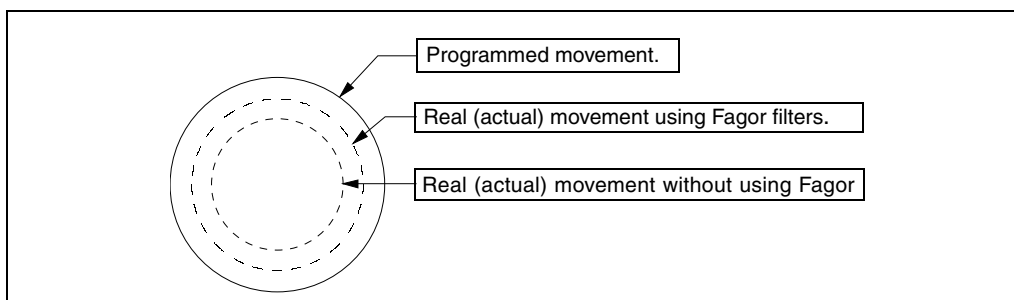 Programmed movement.
Real (actual) movement using Fagor filters.
Real (actual) movement without using Fagor